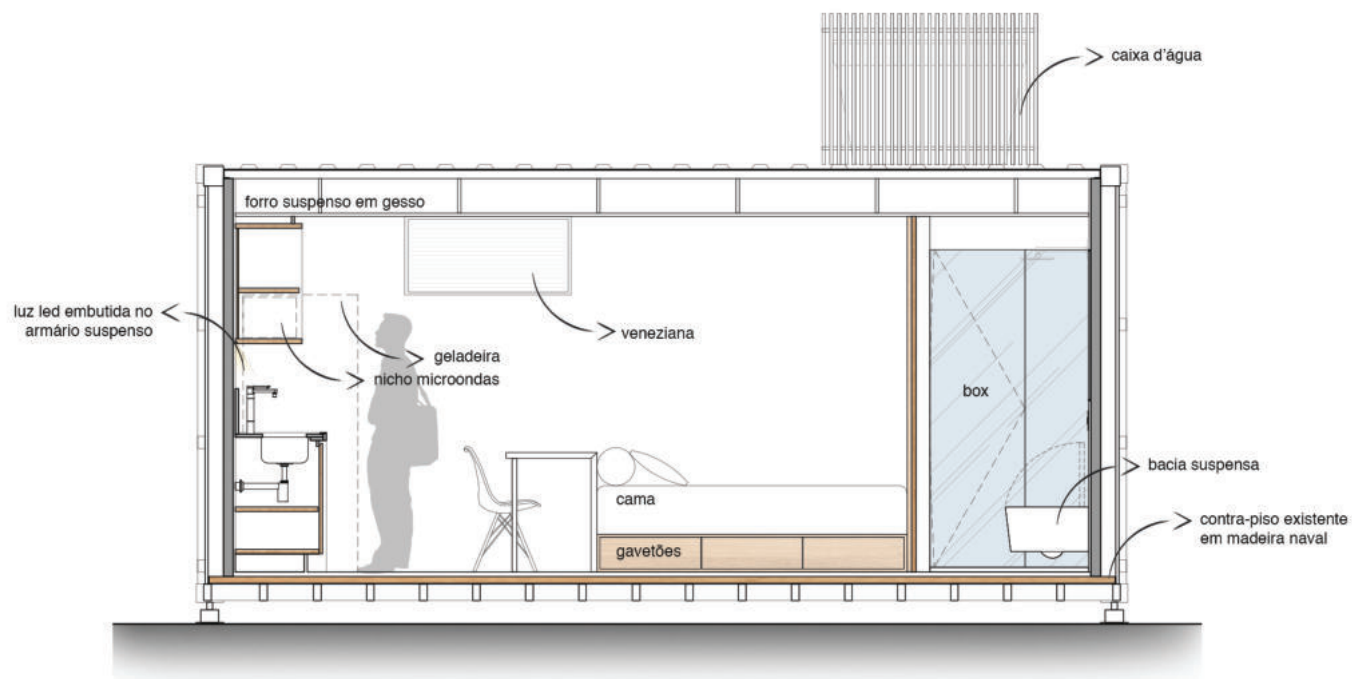 caixa d'água
forro suspenso em gesso
luz led embutida no
armário suspenso
veneziana
geladeira
nicho microondas
box
bacia suspensa
cama
contra-piso existente
em madeira naval
gavetões